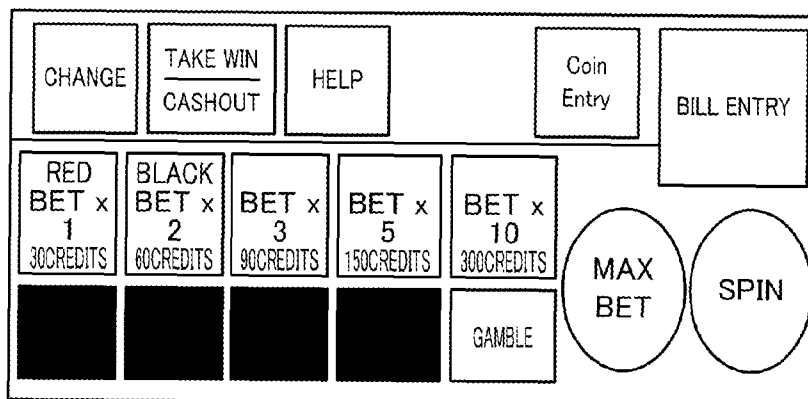 CHANGE
TAKE WIN
CASHOUT
HELP
Coin
Entry
BILL ENTRY
RED
BET x
1
30CREDITS
BLACK
BET x
2
60CREDITS
BET x
3
90CREDITS
BET x
5
150CREDITS
BET x
10
300CREDITS
MAX
BET
SPIN
GAMBLE